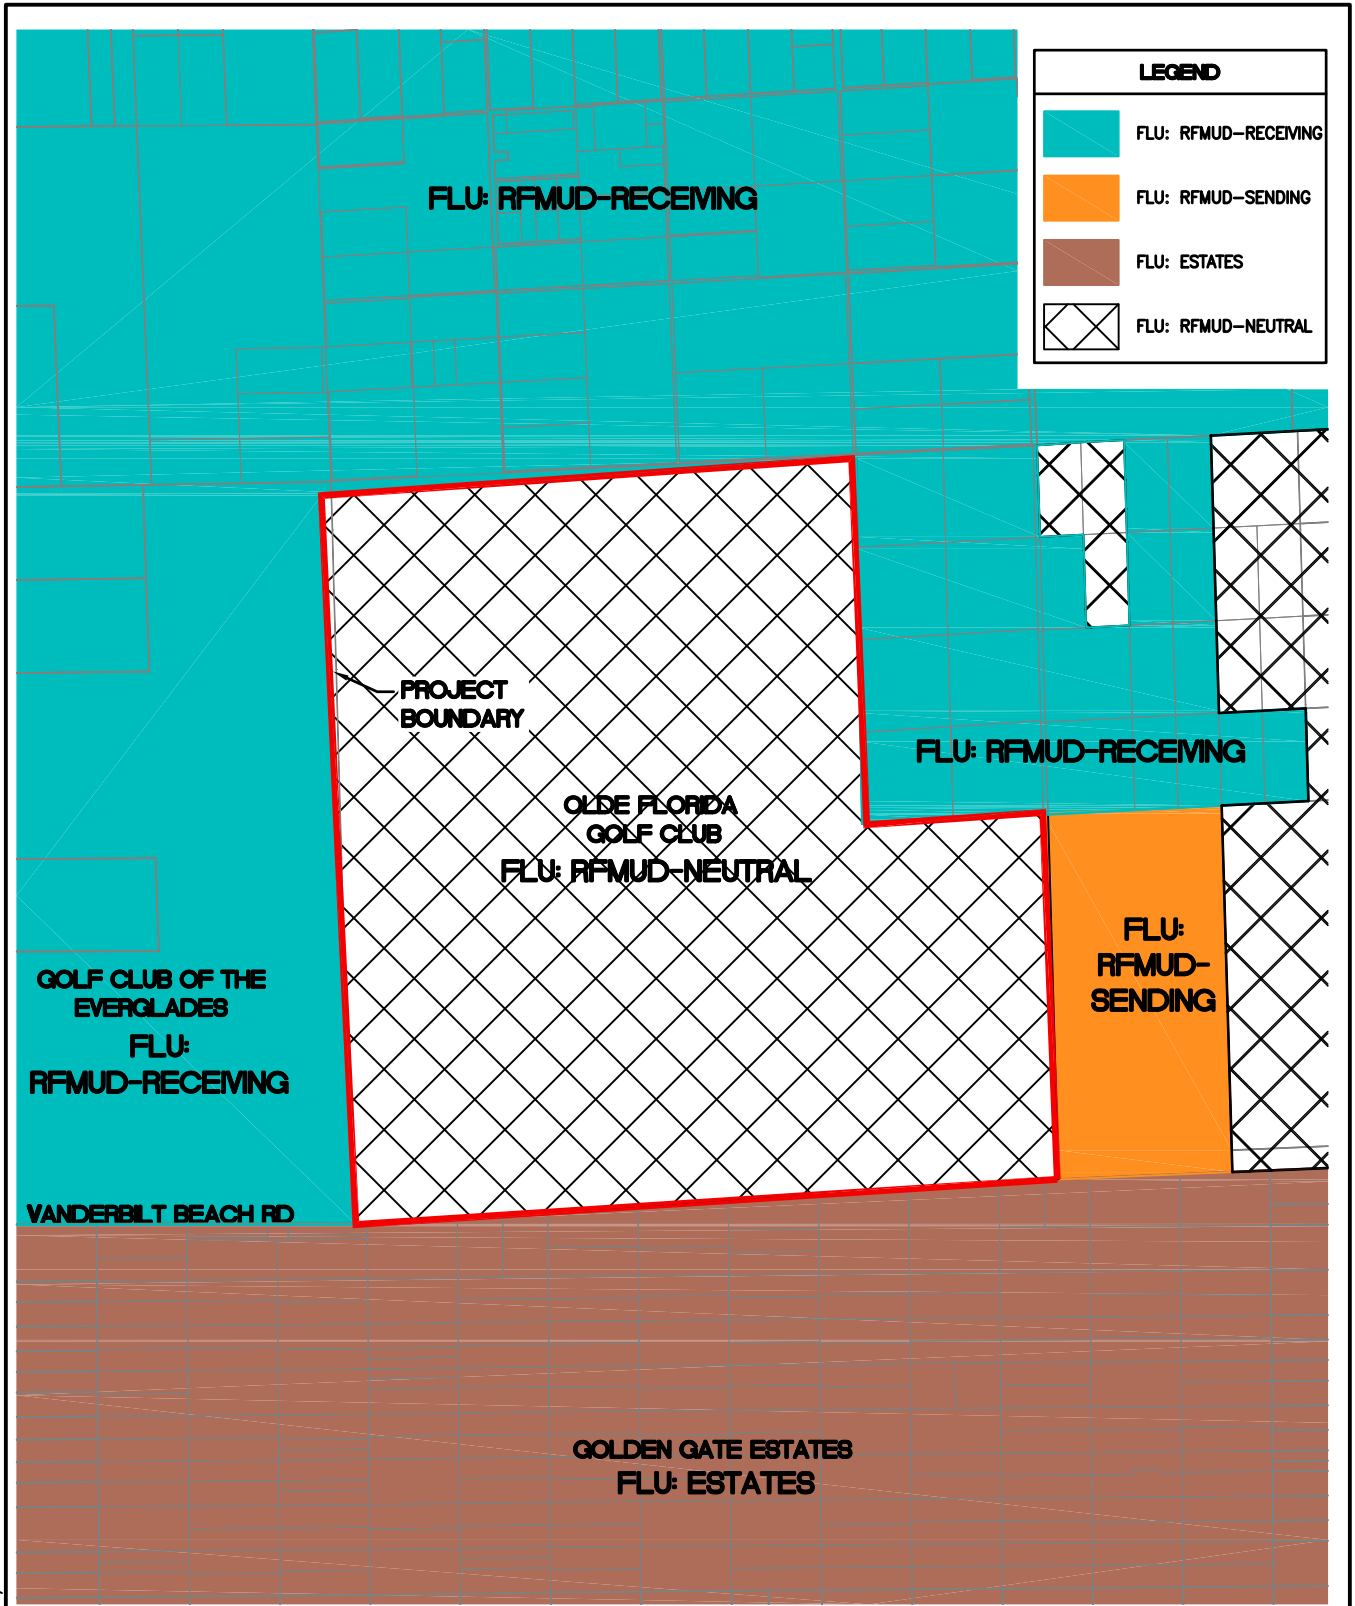 LEGEND
FLU: RFMUD-RECEIVING
FLU: RFMUD-SENDING
FLU: ESTATES
FLU: RFMUD-NEUTRAL
FLU: RFMUD-RECEIVING
PROJECT
BOUNDARY
FLU: RFMUD-RECEIVING
OLDE FLORIDA
GOLF CLUB
FLU: RFMUD-NEUTRAL
FLU:
RFMUD-
SENDING
GOLF CLUB OF THE
EVERGLADES
FLU:
RFMUD-RECEIVING
VANDERBILT BEACH RD
GOLDEN GATE ESTATES
FLU: ESTATES